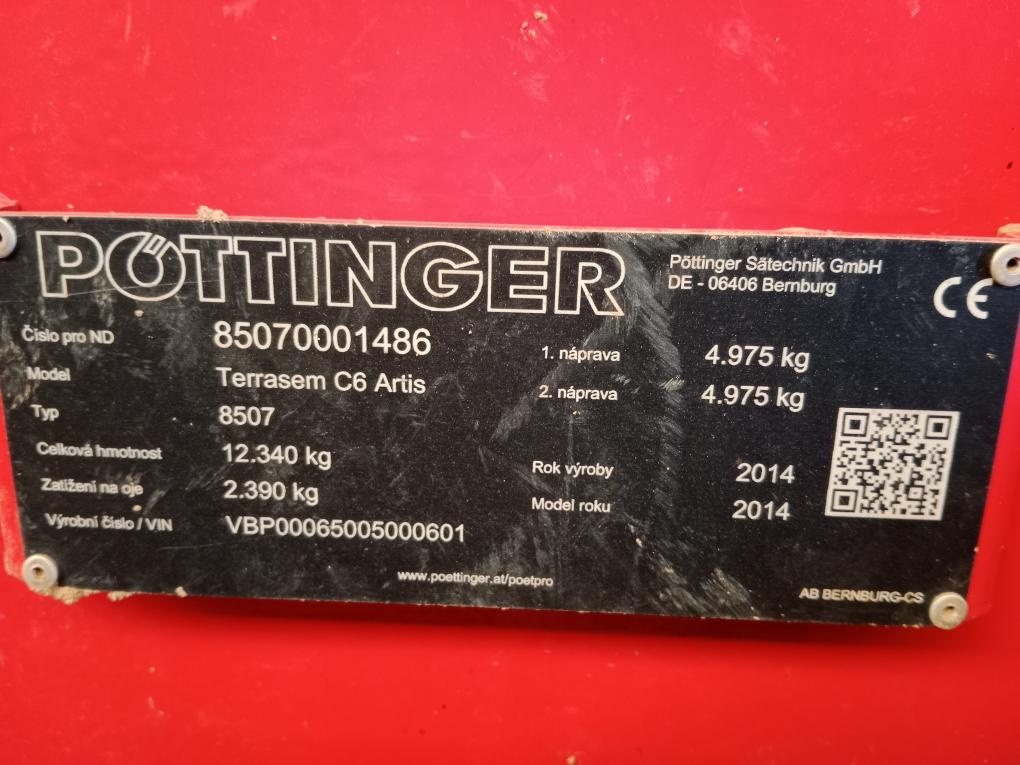 PÖTTINGER
Pöttinger Sätechnik GmbH
DE - 06406 Bernburg
CE
Číslo pro ND 85070001486
Model Terrasem C6 Artis
Typ 8507
Celková hmotnost 12.340 kg
Zatížení na oje 2.390 kg
Výrobní číslo / VIN VBP00065005000601
1. náprava 4.975 kg
2. náprava 4.975 kg
Rok výroby 2014
Model roku 2014
www.poettinger.at/poetpro
AB BERNBURG-CS